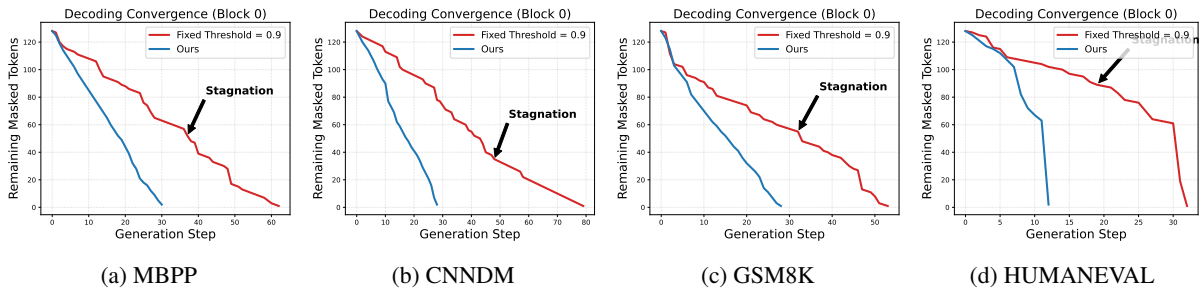 Decoding Convergence (Block 0)
Remaining Masked Tokens
120
100
80
60
40
20
0
Fixed Threshold = 0.9
Ours
Stagnation
0 10 20 30 40 50 60
Generation Step
(a) MBPP
Decoding Convergence (Block 0)
Remaining Masked Tokens
120
100
80
60
40
20
0
Fixed Threshold = 0.9
Ours
Stagnation
0 10 20 30 40 50 60 70 80
Generation Step
(b) CNNDM
Decoding Convergence (Block 0)
Remaining Masked Tokens
120
100
80
60
40
20
0
Fixed Threshold = 0.9
Ours
Stagnation
0 10 20 30 40 50
Generation Step
(c) GSM8K
Decoding Convergence (Block 0)
Remaining Masked Tokens
120
100
80
60
40
20
0
Fixed Threshold = 0.9
Ours
Stagnation
0 5 10 15 20 25 30
Generation Step
(d) HUMANEVAL